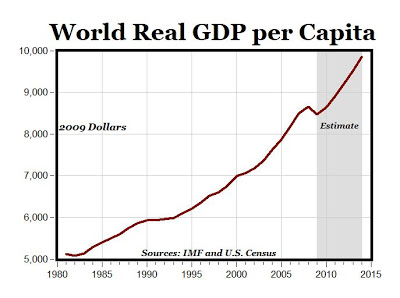 World Real GDP per Capita
10,000
9,000
8,000
7,000
6,000
5,000
2009 Dollars
Estimate
Sources: IMF and U.S. Census
1980 1985 1990 1995 2000 2005 2010 2015